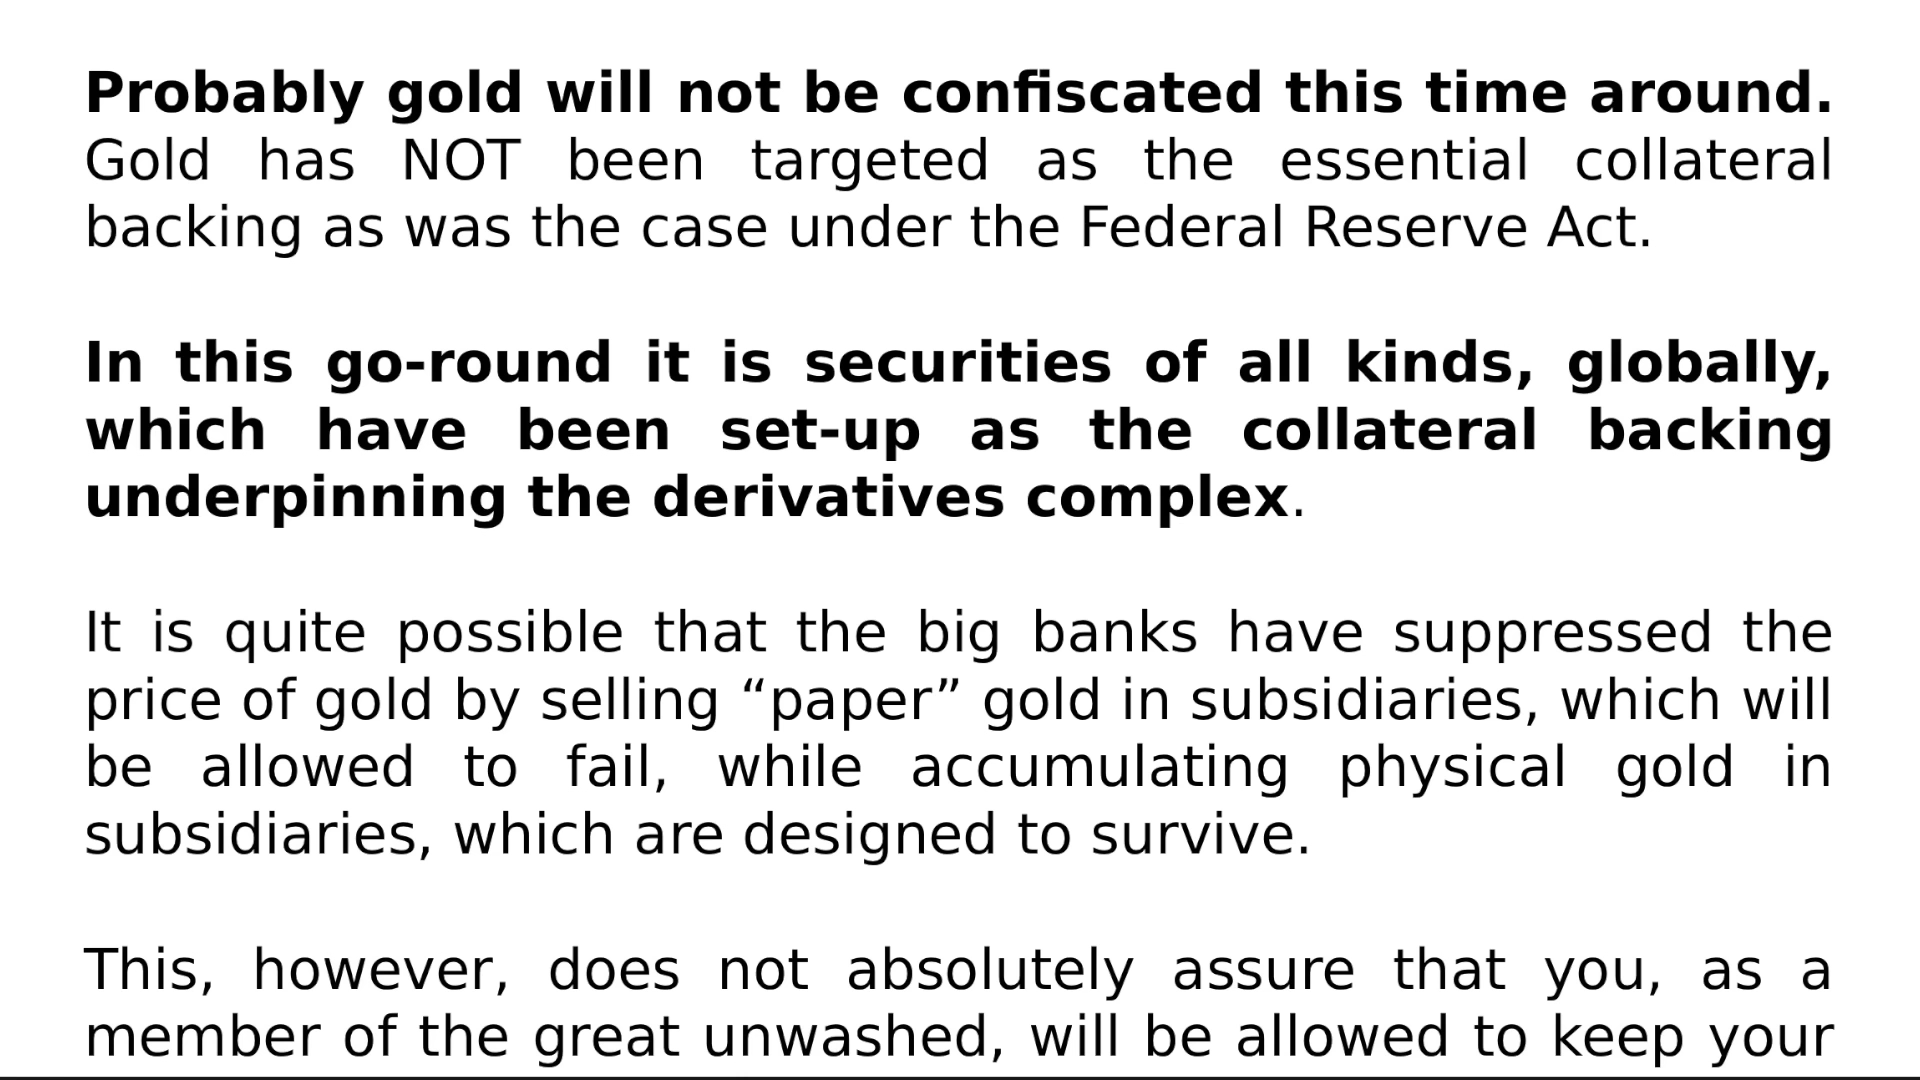 Probably gold will not be confiscated this time around.
Gold has NOT been targeted as the essential collateral
backing as was the case under the Federal Reserve Act.
In this go-round it is securities of all kinds, globally,
which have been set-up as the collateral backing
underpinning the derivatives complex.
It is quite possible that the big banks have suppressed the
price of gold by selling “paper” gold in subsidiaries, which will
be allowed to fail, while accumulating physical gold in
subsidiaries, which are designed to survive.
This, however, does not absolutely assure that you, as a
member of the great unwashed, will be allowed to keep your